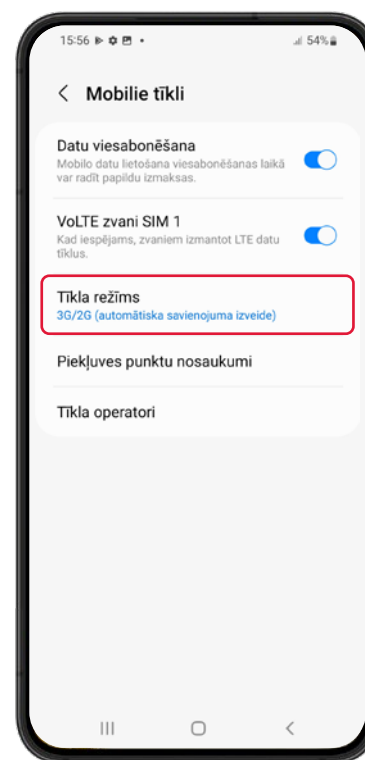 15:56 54%
Mobilie tīkli
Datu viesabonēšana
Mobilo datu lietošana viesabonēšanas laikā
var radīt papildu izmaksas.
VoLTE zvani SIM 1
Kad iespējams, zvaniem izmantot LTE datu
tīklus.
Tīkla režīms
3G/2G (automātiska savienojuma izveide)
Piekļuves punktu nosaukumi
Tīkla operatori